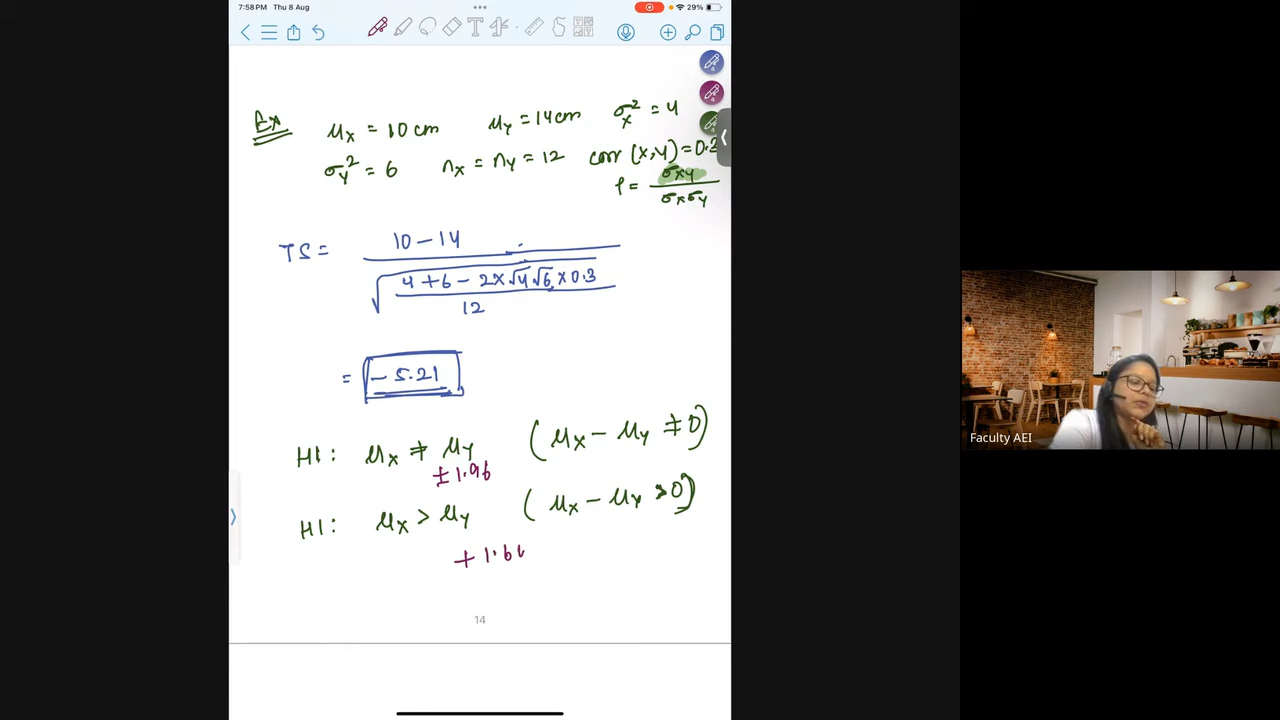 7:58 PM Thu 8 Aug
29%
Ex μx = 10 cm μy = 14 cm σx² = 4
σy² = 6 nx = ny = 12 corr (x,y) = 0.3
ρ = σxy / σxσy
TS = 10 - 14 / √(4 + 6 - 2×√4√6×0.3 / 12)
= - 5.21
H1: μx ≠ μy (μx - μy ≠ 0)
± 1.96
H1: μx > μy (μx - μy > 0)
+ 1.6
14
Faculty AEI